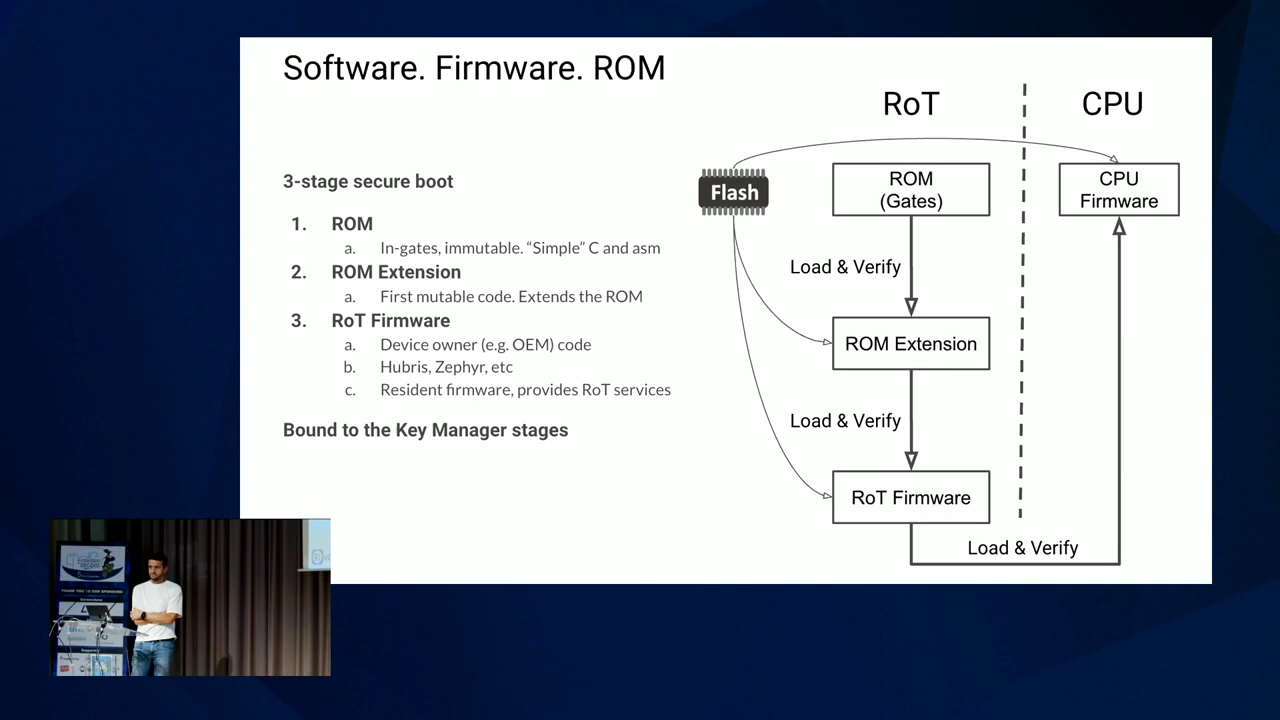 Software. Firmware. ROM
3-stage secure boot
1. ROM
a. In-gates, immutable. “Simple” C and asm
2. ROM Extension
a. First mutable code. Extends the ROM
3. RoT Firmware
a. Device owner (e.g. OEM) code
b. Hubris, Zephyr, etc
c. Resident firmware, provides RoT services
Bound to the Key Manager stages
RoT
CPU
Flash
ROM
(Gates)
CPU
Firmware
Load & Verify
ROM Extension
Load & Verify
RoT Firmware
Load & Verify